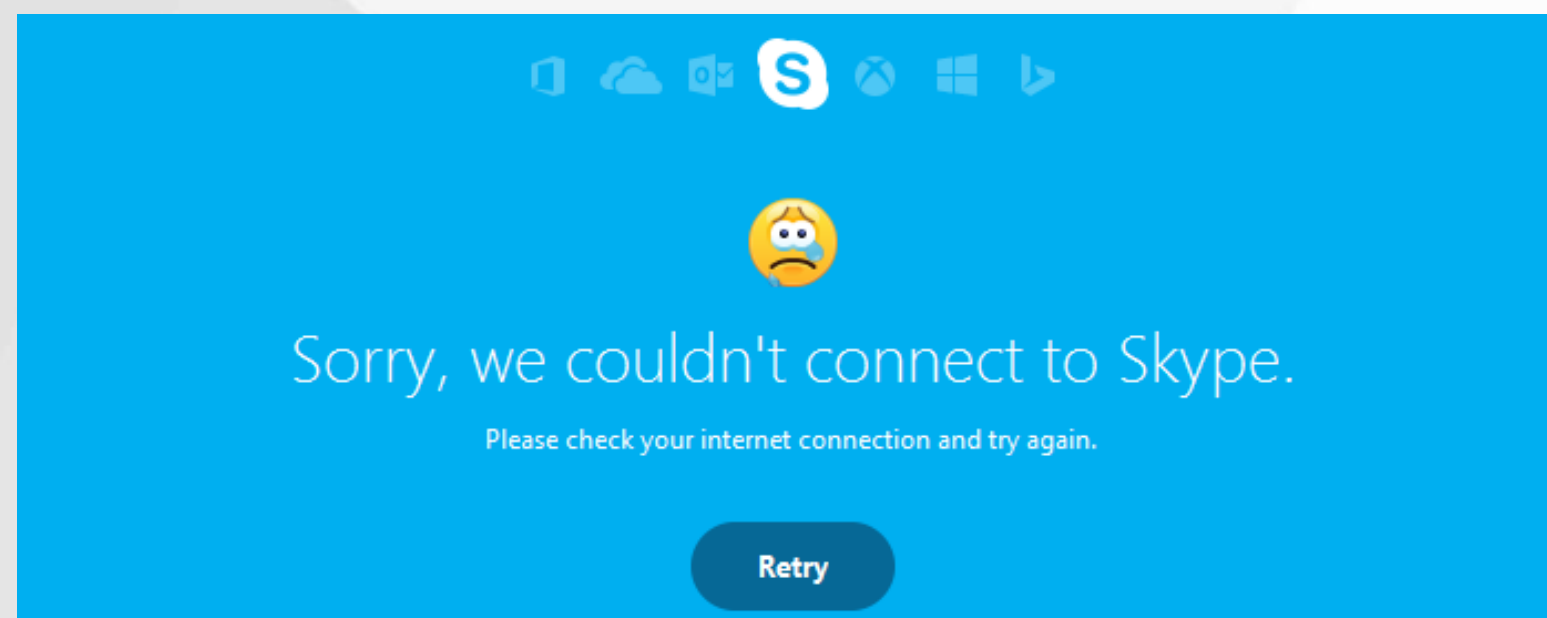 Sorry, we couldn't connect to Skype.
Please check your internet connection and try again.
Retry